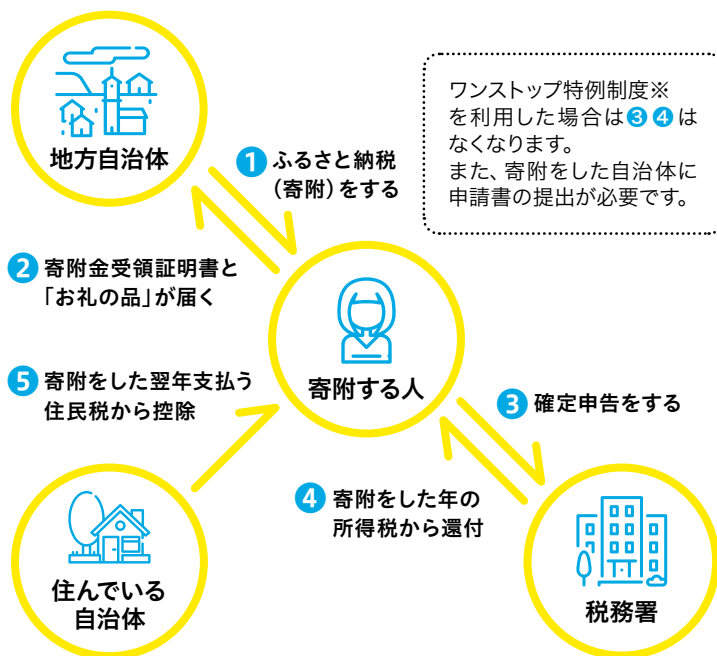 地方自治体
ワンストップ特例制度※
を利用した場合は❸❹は
なくなります。
また、寄附をした自治体に
申請書の提出が必要です。
❶ ふるさと納税
（寄附）をする
❷ 寄附金受領証明書と
「お礼の品」が届く
寄附する人
❺ 寄附をした翌年支払う
住民税から控除
❸ 確定申告をする
❹ 寄附をした年の
所得税から還付
住んでいる
自治体
税務署